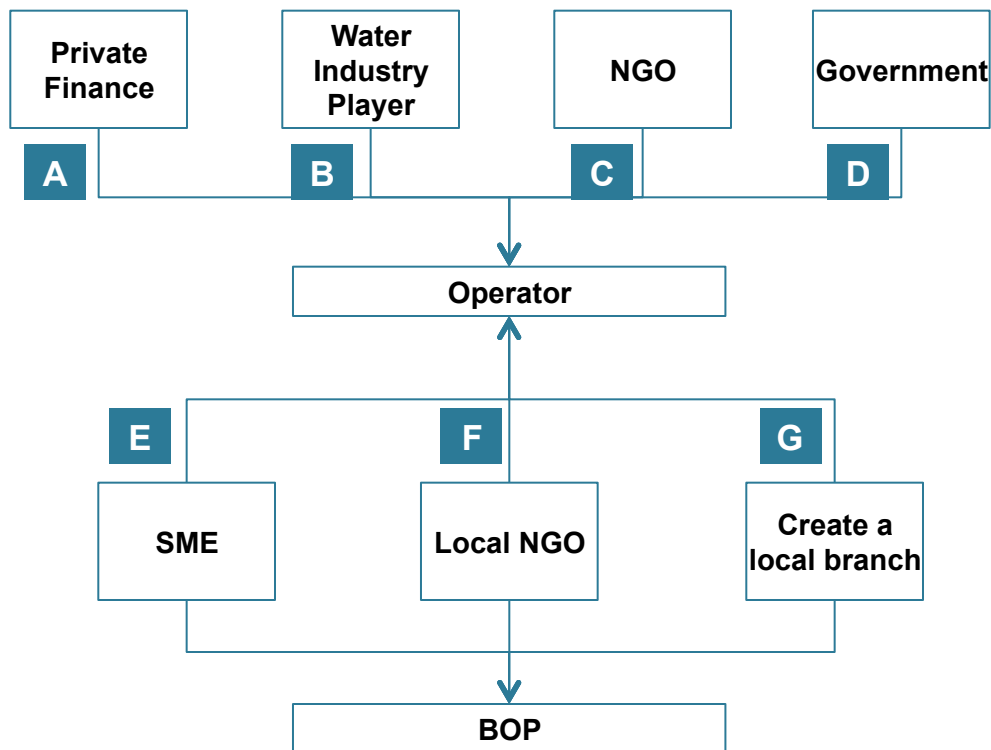 Private
Finance
Water
Industry
Player
NGO
Government
A
B
C
D
Operator
E
F
G
SME
Local NGO
Create a
local branch
BOP